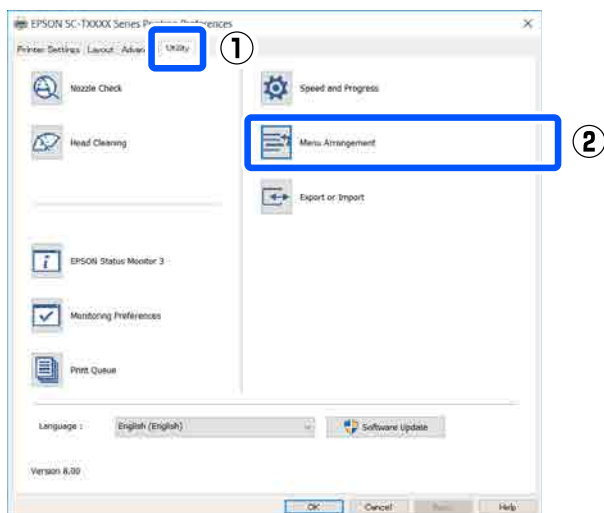 EPSON SC-TXXXX Series Printing Preferences
Printer Settings Layout Advan Utility ①
Nozzle Check
Speed and Progress
Head Cleaning
Menu Arrangement ②
Export or Import
EPSON Status Monitor 3
Monitoring Preferences
Print Queue
Language : English (English) Software Update
Version 8.00
OK Cancel Help